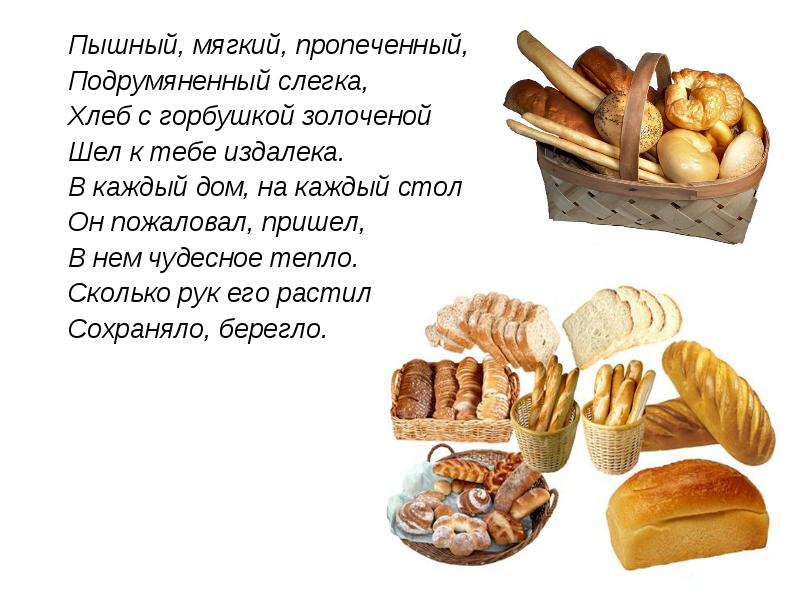 Пышный, мягкий, пропеченный,
Подрумяненный слегка,
Хлеб с горбушкой золоченой
Шел к тебе издалека.
В каждый дом, на каждый стол
Он пожаловал, пришел,
В нем чудесное тепло.
Сколько рук его растил
Сохраняло, берегло.